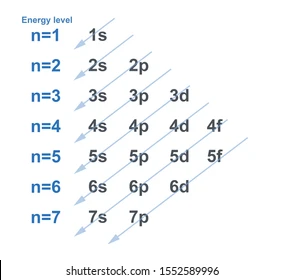 Energy level
n=1 1s
n=2 2s 2p
n=3 3s 3p 3d
n=4 4s 4p 4d 4f
n=5 5s 5p 5d 5f
n=6 6s 6p 6d
n=7 7s 7p
shutterstock.com · 1552589996